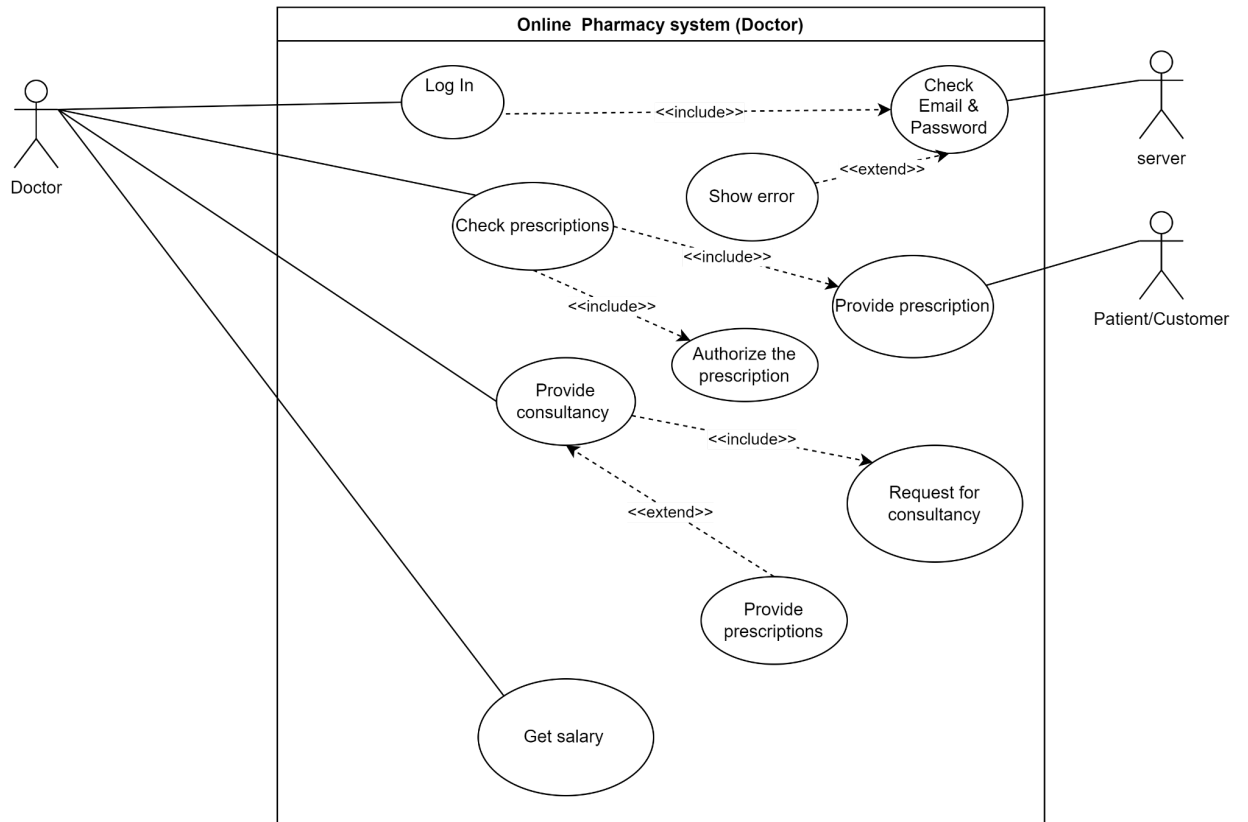 Online  Pharmacy system (Doctor)
Log In
Check
Email &
Password
<<include>>
server
Doctor
<<extend>>
Show error
Check prescriptions
<<include>>
Provide prescription
Patient/Customer
<<include>>
Authorize the
prescription
Provide
consultancy
<<include>>
Request for
consultancy
<<extend>>
Provide
prescriptions
Get salary